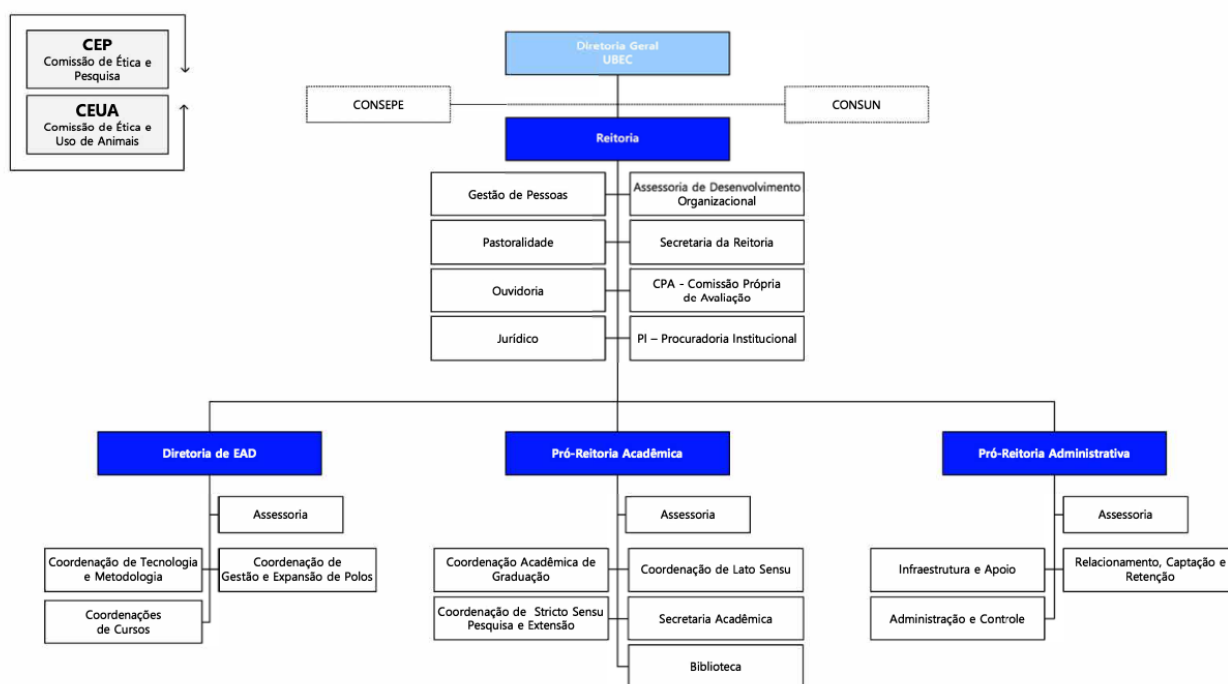 CEP
Comissão de Ética e
Pesquisa
CEUA
Comissão de Ética e
Uso de Animais
Diretoria Geral
UBEC
CONSEPE
CONSUN
Reitoria
Gestão de Pessoas
Assessoria de Desenvolvimento
Organizacional
Pastoralidade
Secretaria da Reitoria
Ouvidoria
CPA - Comissão Própria
de Avaliação
Jurídico
PI – Procuradoria Institucional
Diretoria de EAD
Pró-Reitoria Acadêmica
Pró-Reitoria Administrativa
Assessoria
Coordenação de Tecnologia
e Metodologia
Coordenação de
Gestão e Expansão de Polos
Coordenações
de Cursos
Assessoria
Coordenação Acadêmica de
Graduação
Coordenação de Lato Sensu
Coordenação de Stricto Sensu
Pesquisa e Extensão
Secretaria Acadêmica
Biblioteca
Assessoria
Infraestrutura e Apoio
Relacionamento, Captação e
Retenção
Administração e Controle